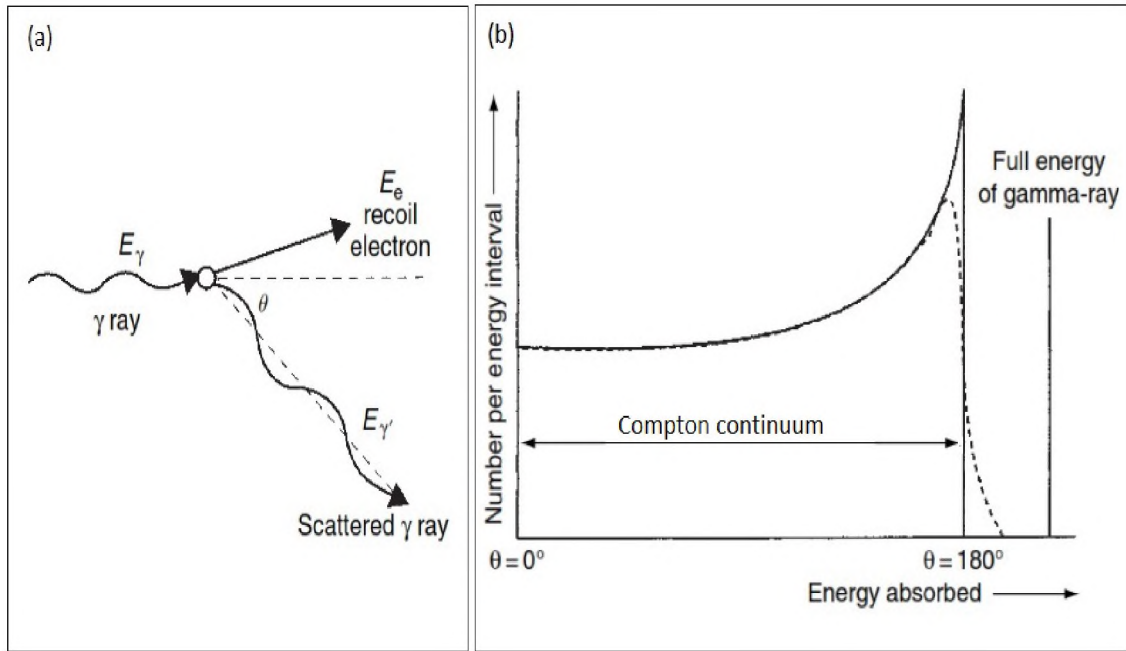 (a)
E_e
recoil
electron
E_γ
γ ray
θ
E_γ'
Scattered γ ray
(b)
Number per energy interval
Full energy
of gamma-ray
Compton continuum
θ = 0°
θ = 180°
Energy absorbed